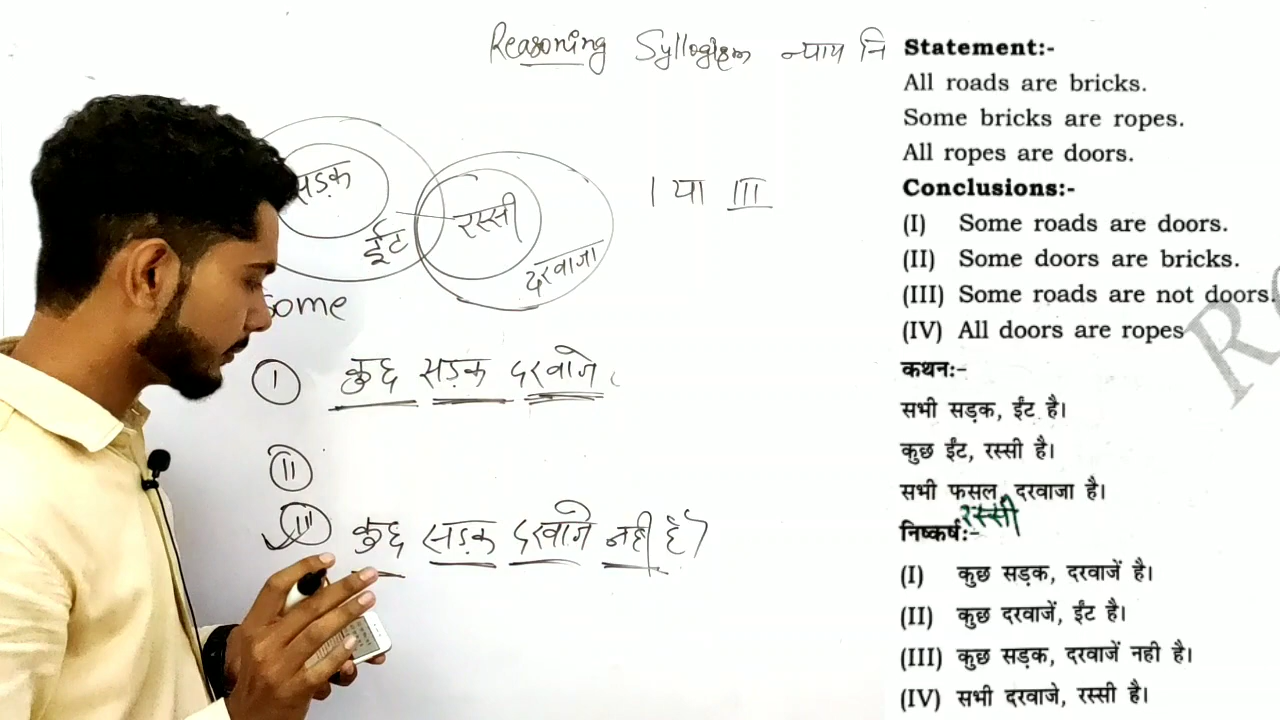 Reasoning Syllogism न्याय नि
सड़क
ईंट
रस्सी
दरवाजा
1 या III
Some
I कुछ सड़क दरवाजे
II
III कुछ सड़क दरवाजे नही है
Statement:-
All roads are bricks.
Some bricks are ropes.
All ropes are doors.
Conclusions:-
(I) Some roads are doors.
(II) Some doors are bricks.
(III) Some roads are not doors.
(IV) All doors are ropes
कथनः-
सभी सड़क, ईंट है।
कुछ ईंट, रस्सी है।
सभी फसल, दरवाजा है।
रस्सी
निष्कर्षः-
(I) कुछ सड़क, दरवाजें है।
(II) कुछ दरवाजें, ईंट है।
(III) कुछ सड़क, दरवाजें नही है।
(IV) सभी दरवाजे, रस्सी है।